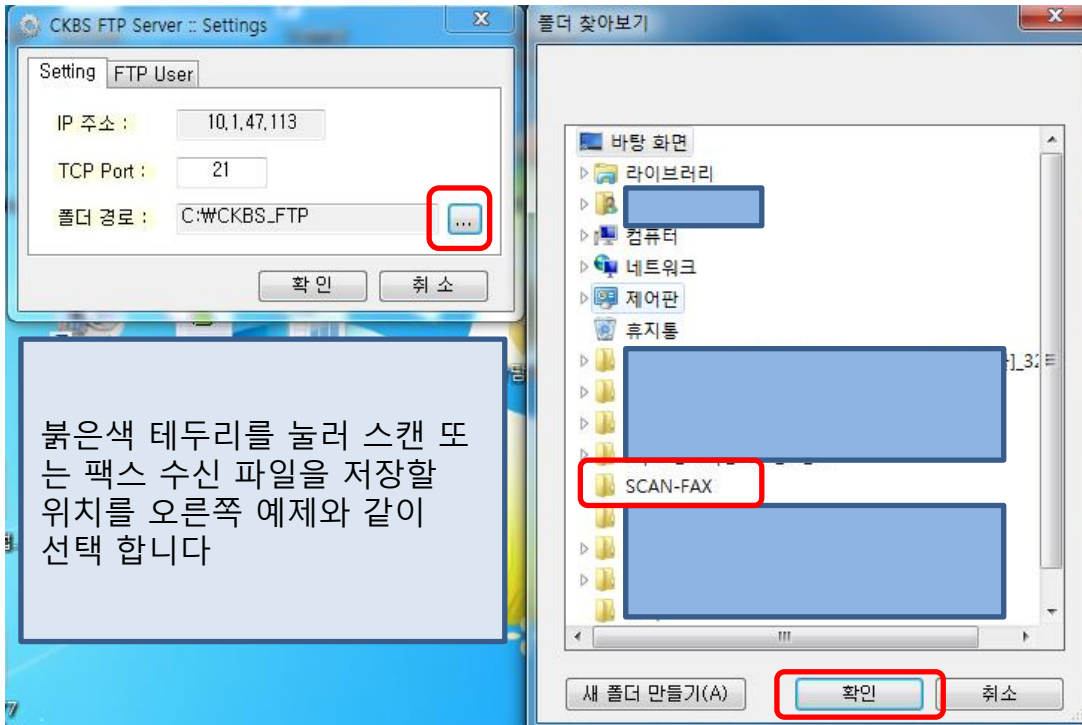 CKBS FTP Server :: Settings
Setting
FTP User
IP 주소 :
10,1,47,113
TCP Port :
21
폴더 경로 :
C:₩CKBS_FTP
...
확 인
취 소
붉은색 테두리를 눌러 스캔 또
는 팩스 수신 파일을 저장할
위치를 오른쪽 예제와 같이
선택 합니다
폴더 찾아보기
바탕 화면
라이브러리
컴퓨터
네트워크
제어판
휴지통
]_32
SCAN-FAX
새 폴더 만들기(A)
확인
취소